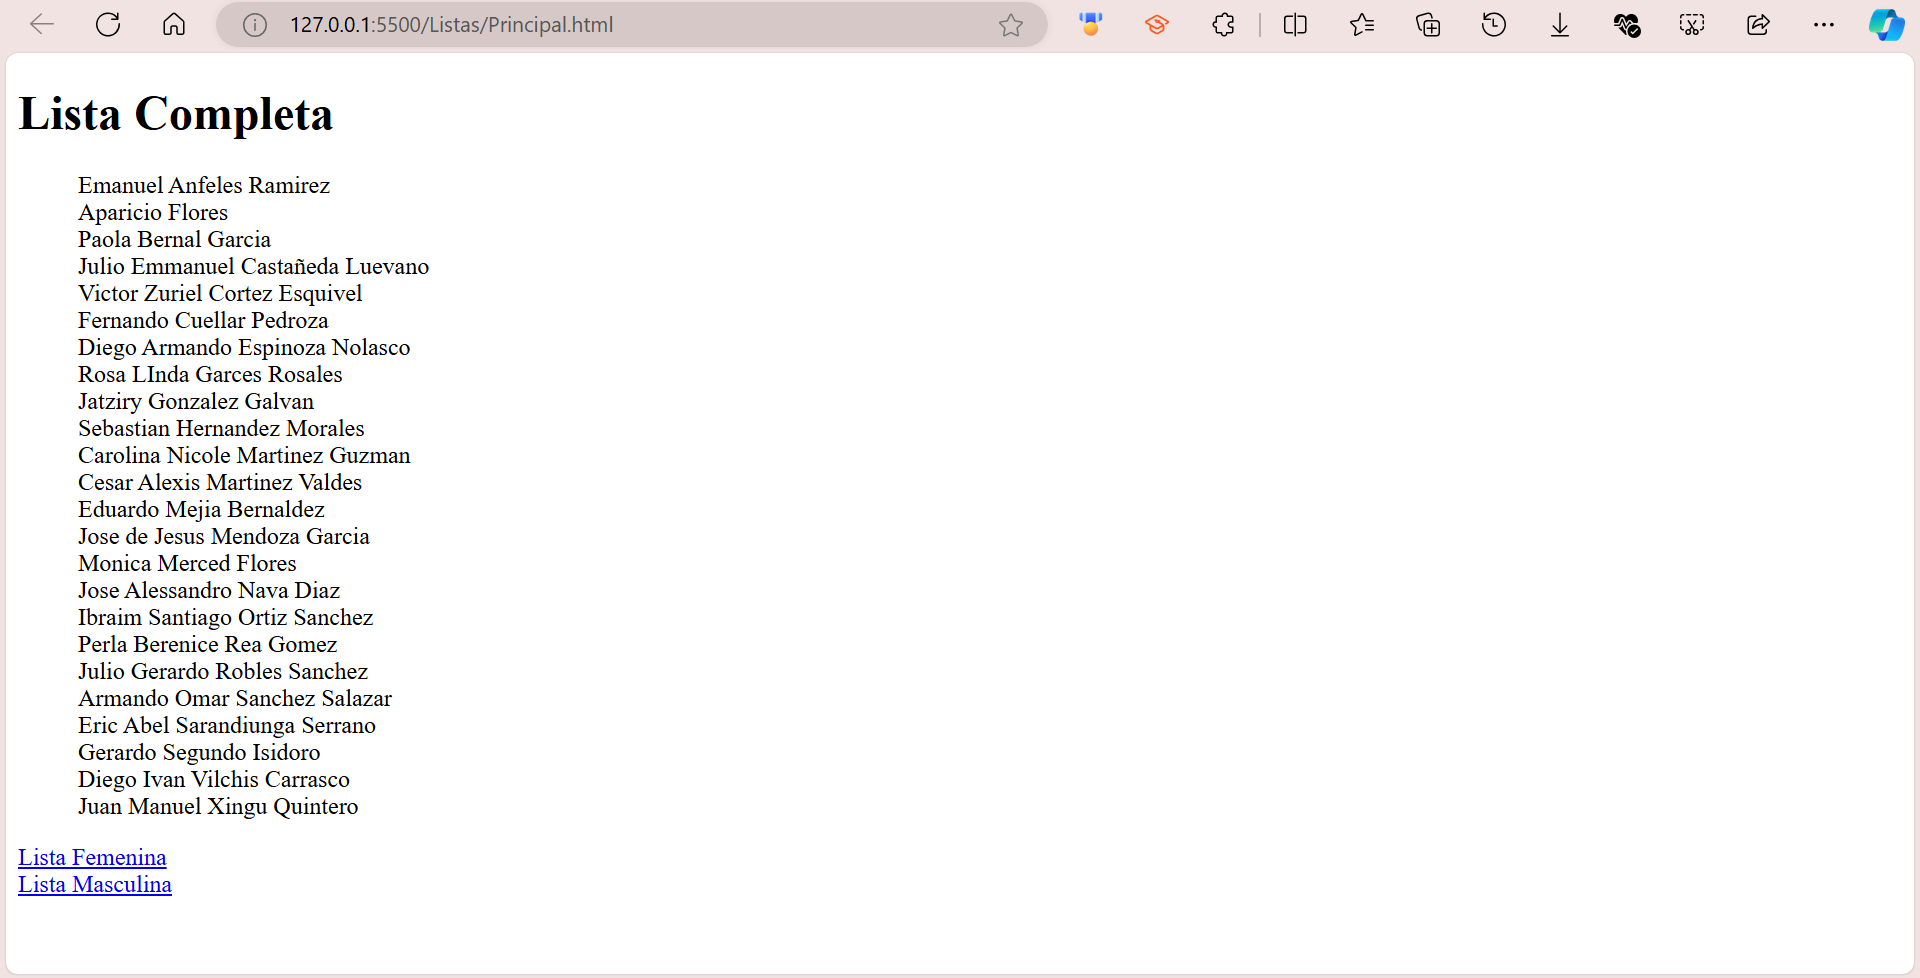 127.0.0.1:5500/Listas/Principal.html
Lista Completa
Emanuel Anfeles Ramirez
Aparicio Flores
Paola Bernal Garcia
Julio Emmanuel Castañeda Luevano
Victor Zuriel Cortez Esquivel
Fernando Cuellar Pedroza
Diego Armando Espinoza Nolasco
Rosa LInda Garces Rosales
Jatziry Gonzalez Galvan
Sebastian Hernandez Morales
Carolina Nicole Martinez Guzman
Cesar Alexis Martinez Valdes
Eduardo Mejia Bernaldez
Jose de Jesus Mendoza Garcia
Monica Merced Flores
Jose Alessandro Nava Diaz
Ibraim Santiago Ortiz Sanchez
Perla Berenice Rea Gomez
Julio Gerardo Robles Sanchez
Armando Omar Sanchez Salazar
Eric Abel Sarandiunga Serrano
Gerardo Segundo Isidoro
Diego Ivan Vilchis Carrasco
Juan Manuel Xingu Quintero
Lista Femenina
Lista Masculina